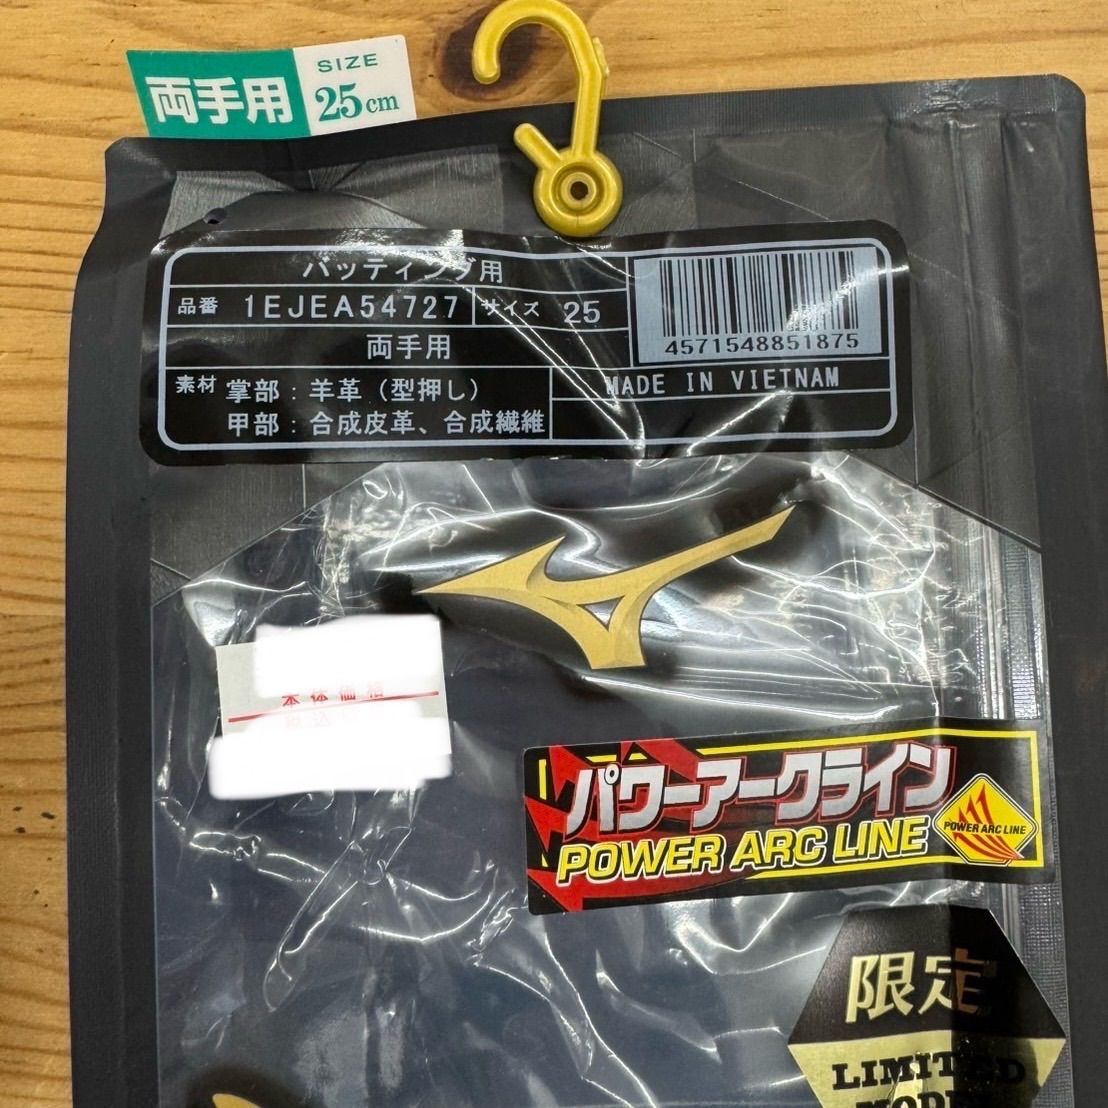 両手用
SIZE
25cm
バッティング用
品番 1EJEA54727 サイズ 25
両手用
4571548851875
素材 掌部：羊革（型押し）
甲部：合成皮革、合成繊維
MADE IN VIETNAM
本体価格
パワーアークライン
POWER ARC LINE
POWER ARC LINE
限定
LIMITED